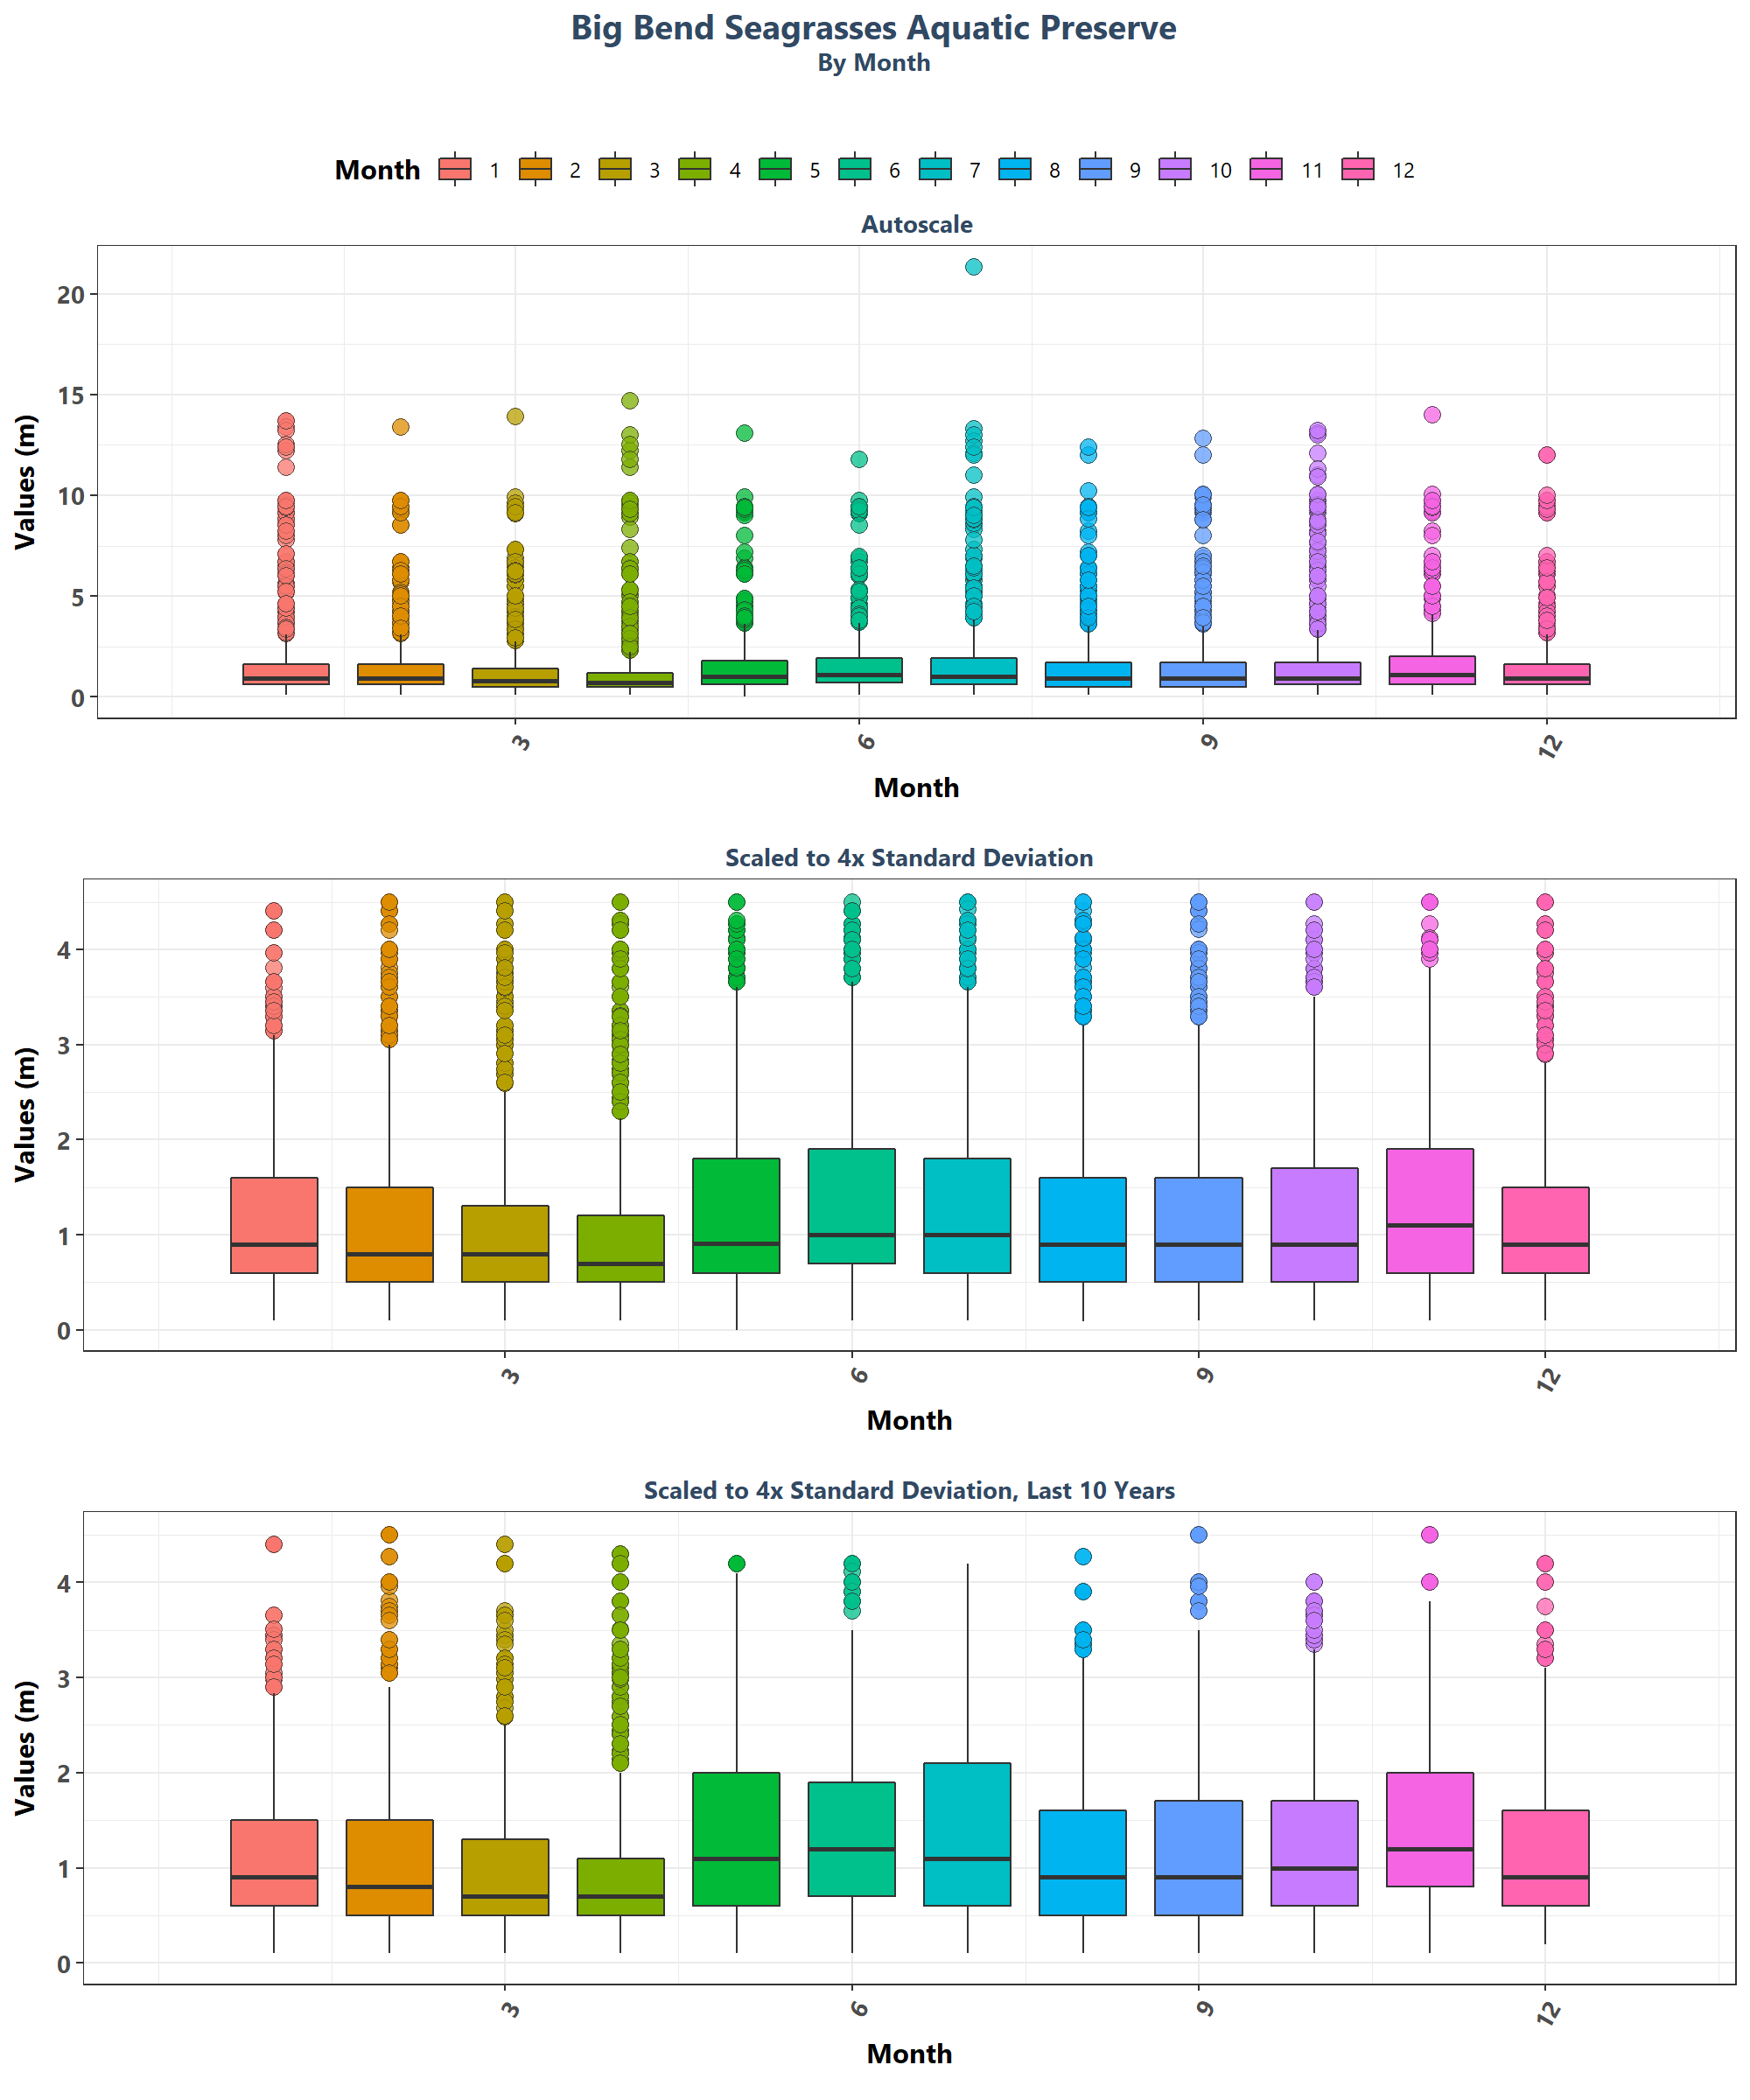 Big Bend Seagrasses Aquatic Preserve
By Month
Month 1 2 3 4 5 6 7 8 9 10 11 12
Autoscale
Values (m)
20
15
10
5
0
3 6 9 12
Month
Scaled to 4x Standard Deviation
Values (m)
4
3
2
1
0
3 6 9 12
Month
Scaled to 4x Standard Deviation, Last 10 Years
Values (m)
4
3
2
1
0
3 6 9 12
Month